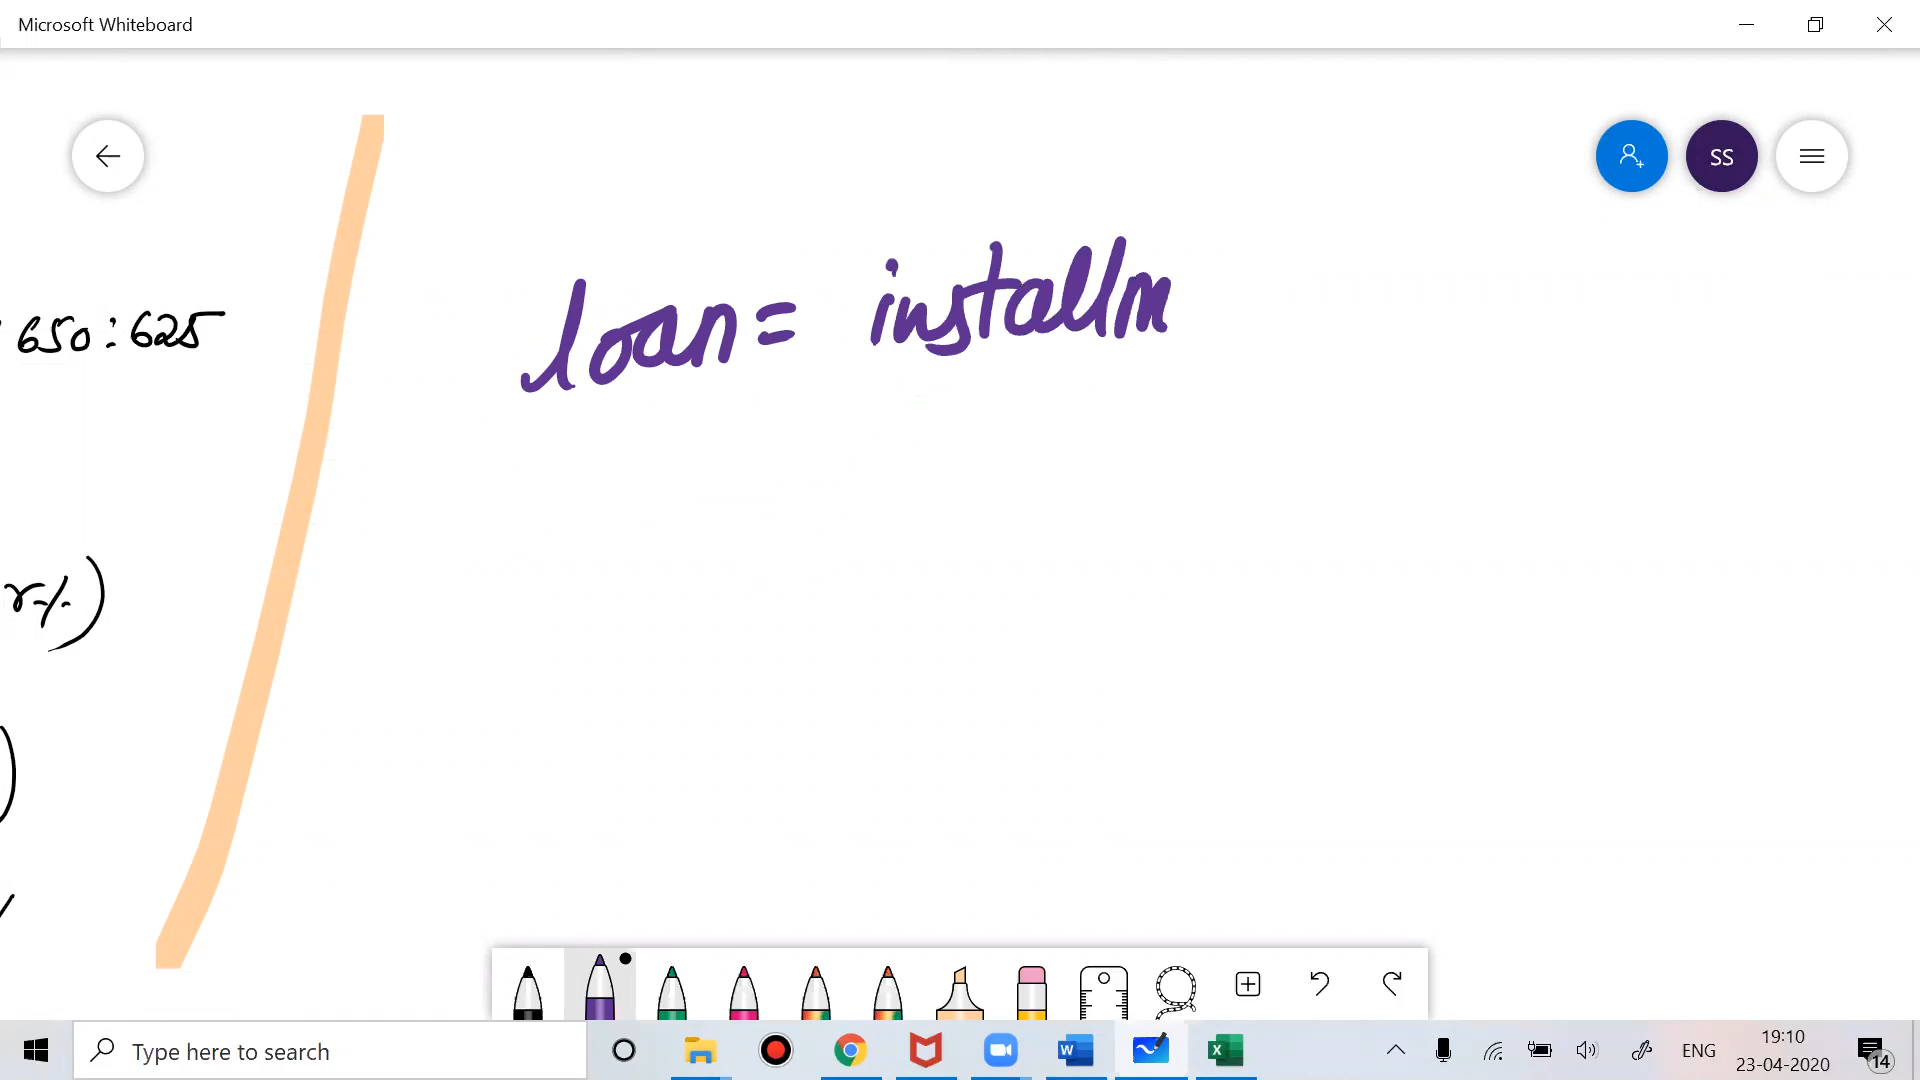 Microsoft Whiteboard
SS
650 : 625
loan = installm
r%)
)
Type here to search
ENG
19:10
23-04-2020
14